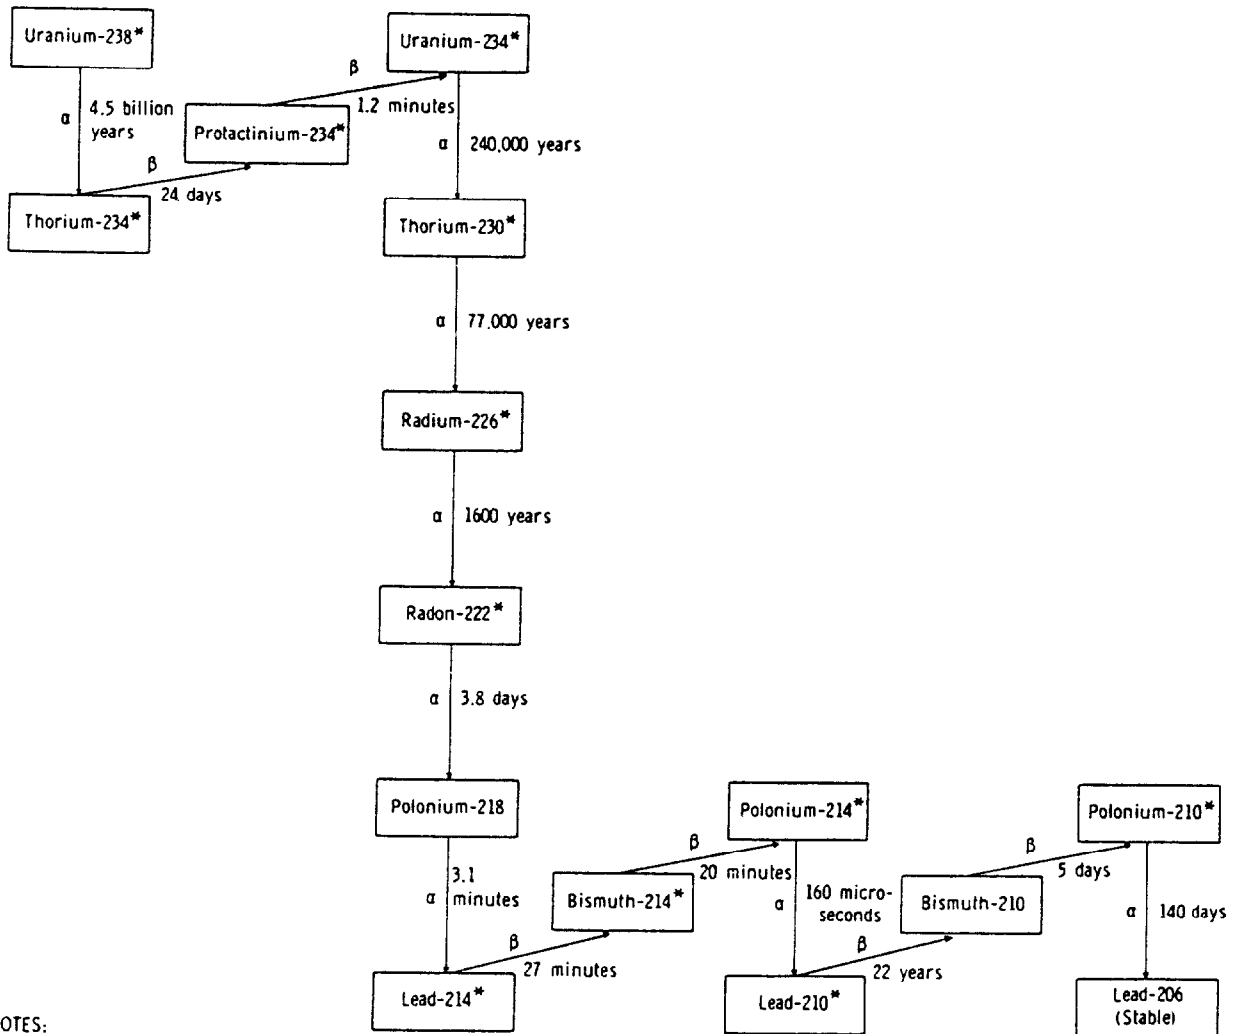 Uranium-238*
Uranium-234*
β
α
4.5 billion
years
1.2 minutes
Protactinium-234*
α
240,000 years
β
24 days
Thorium-234*
Thorium-230*
α
77,000 years
Radium-226*
α
1600 years
Radon-222*
α
3.8 days
Polonium-218
Polonium-214*
Polonium-210*
α
3.1
minutes
β
20 minutes
β
5 days
Bismuth-214*
α
160 micro-
seconds
Bismuth-210
α
140 days
β
27 minutes
β
22 years
Lead-214*
Lead-210*
Lead-206
(Stable)
OTES: